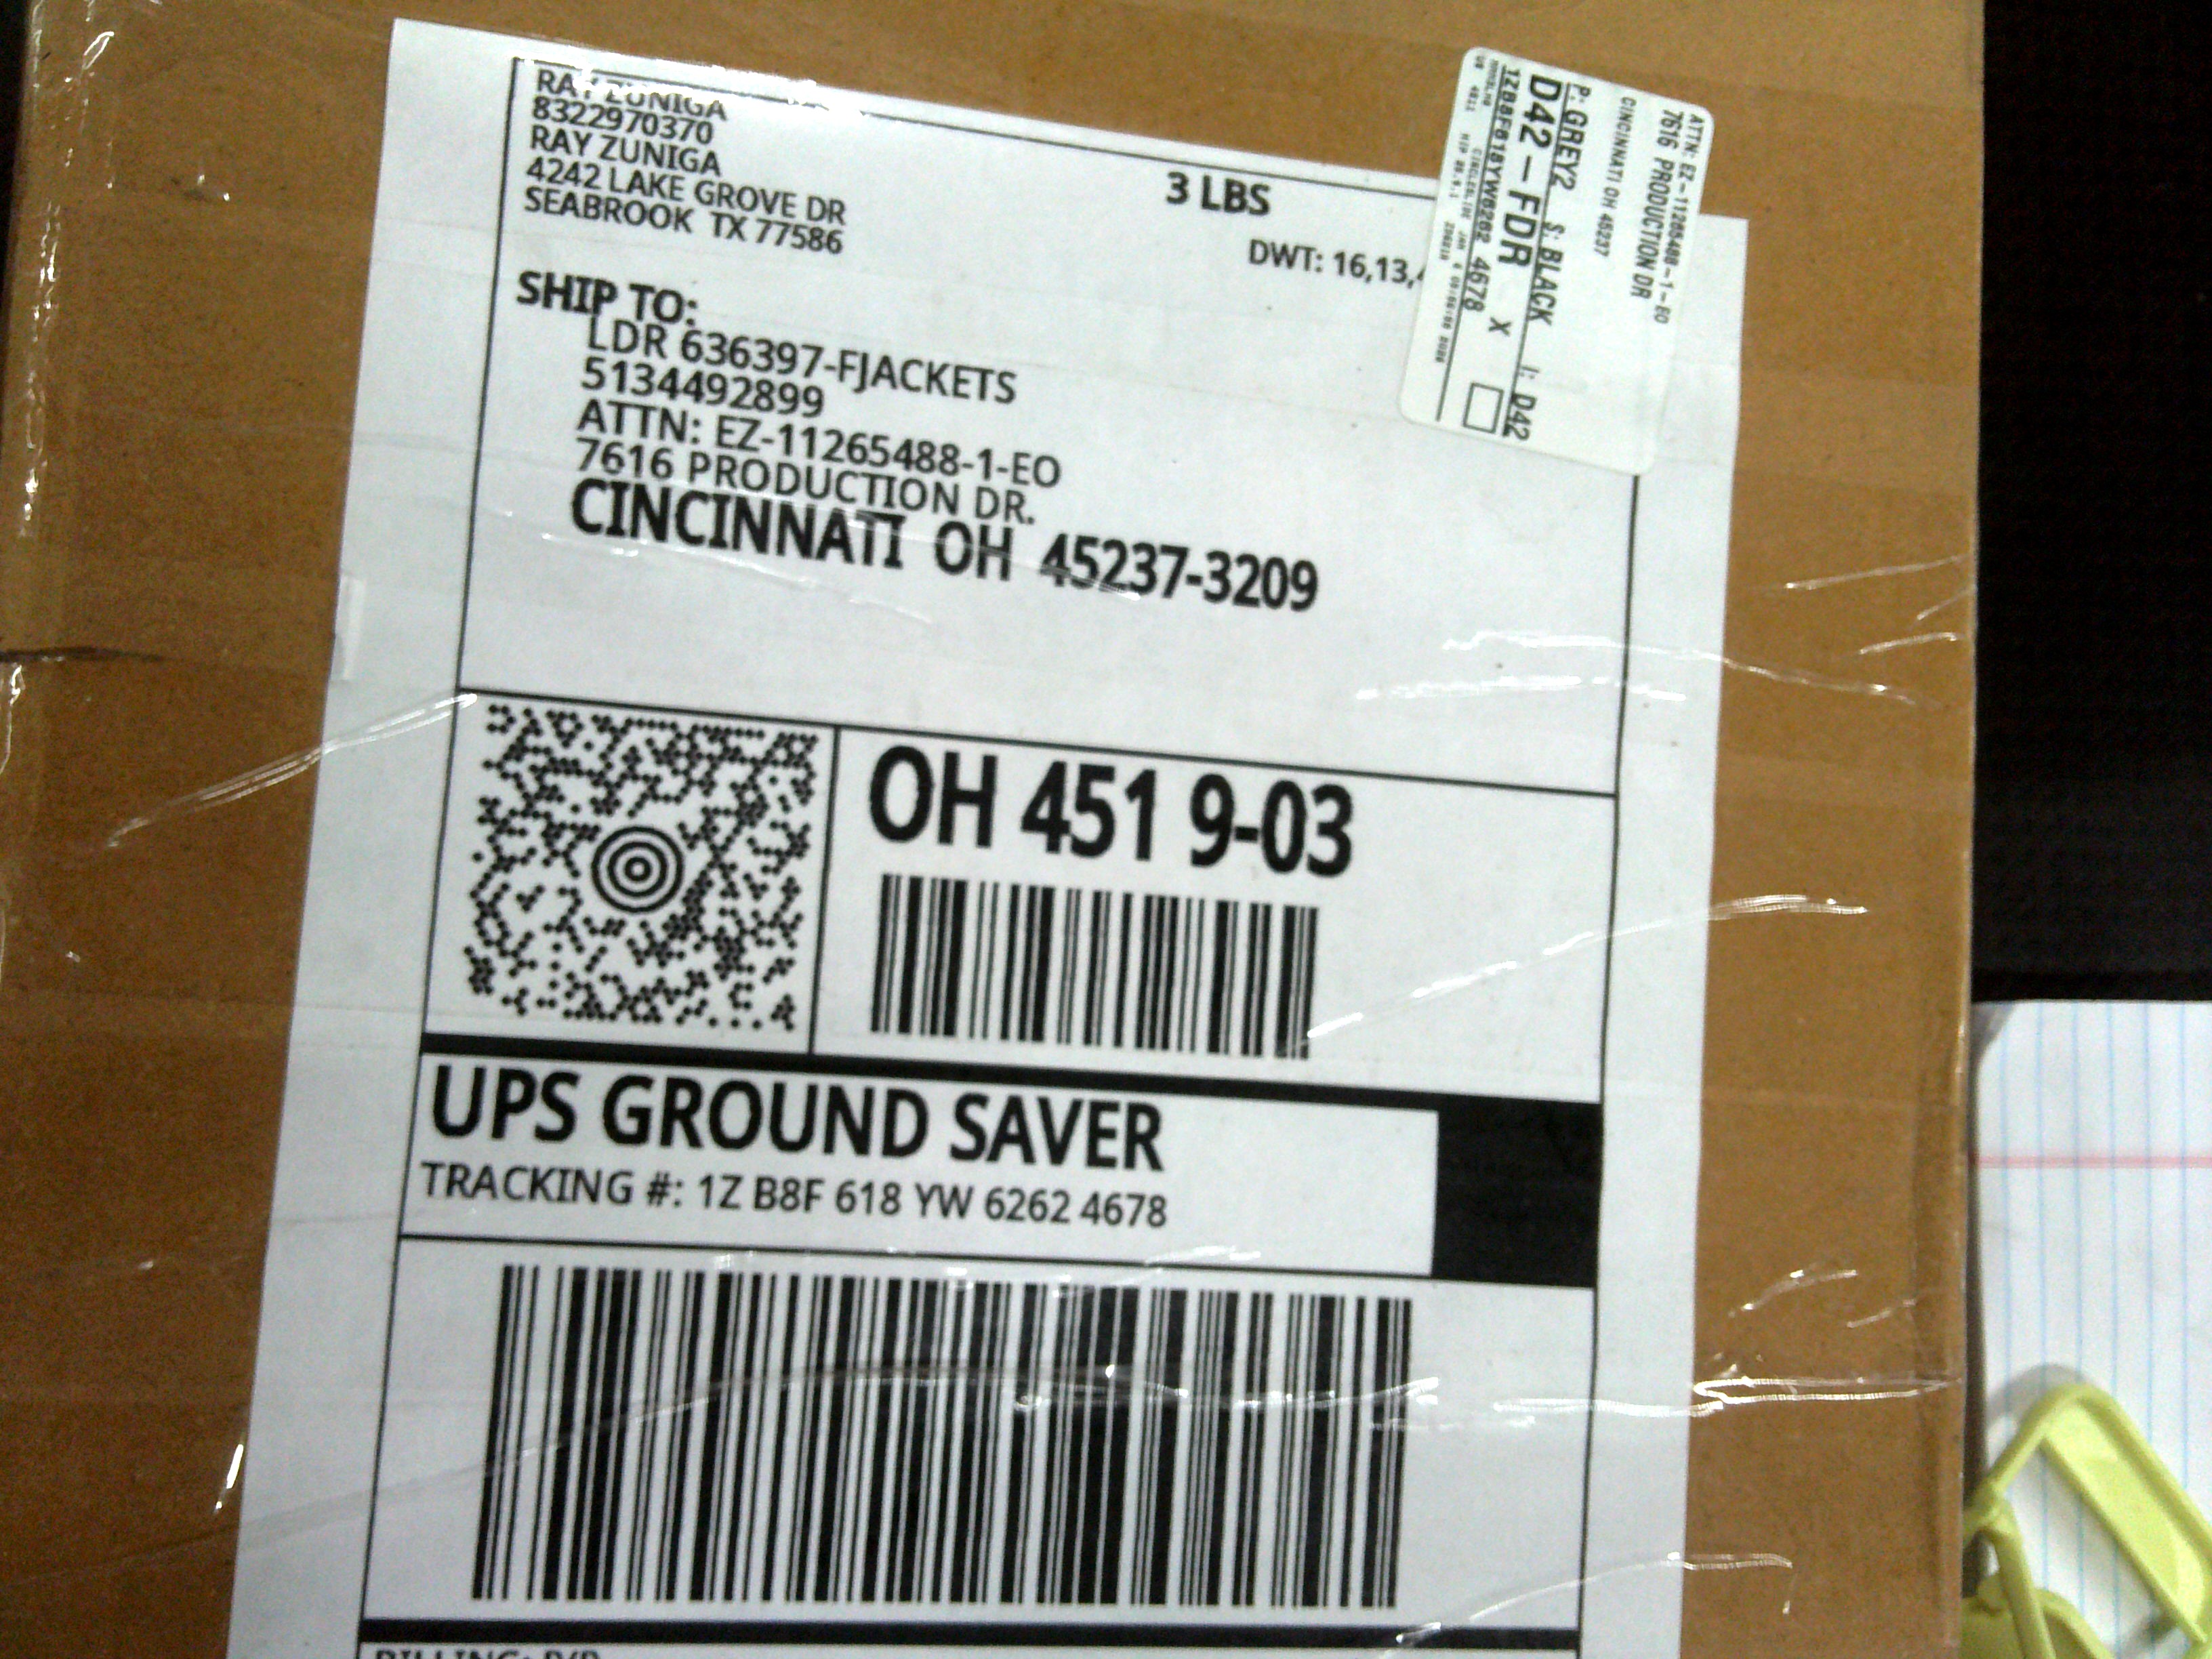 RAY ZUNIGA
8322970370
RAY ZUNIGA
4242 LAKE GROVE DR
SEABROOK TX 77586
3 LBS
DWT: 16,13,
SHIP TO:
LDR 636397-FJACKETS
5134492899
ATTN: EZ-11265488-1-EO
7616 PRODUCTION DR.
CINCINNATI OH 45237-3209
ATTN: EZ-11265488-1-EO
7616 PRODUCTION DR
CINCINNATI OH 45237
P: GREY2 S: BLACK I: D42
D42-FDR X
1ZB8F618YW6262 4678
OH 451 9-03
UPS GROUND SAVER
TRACKING #: 1Z B8F 618 YW 6262 4678
BILLING: P/P